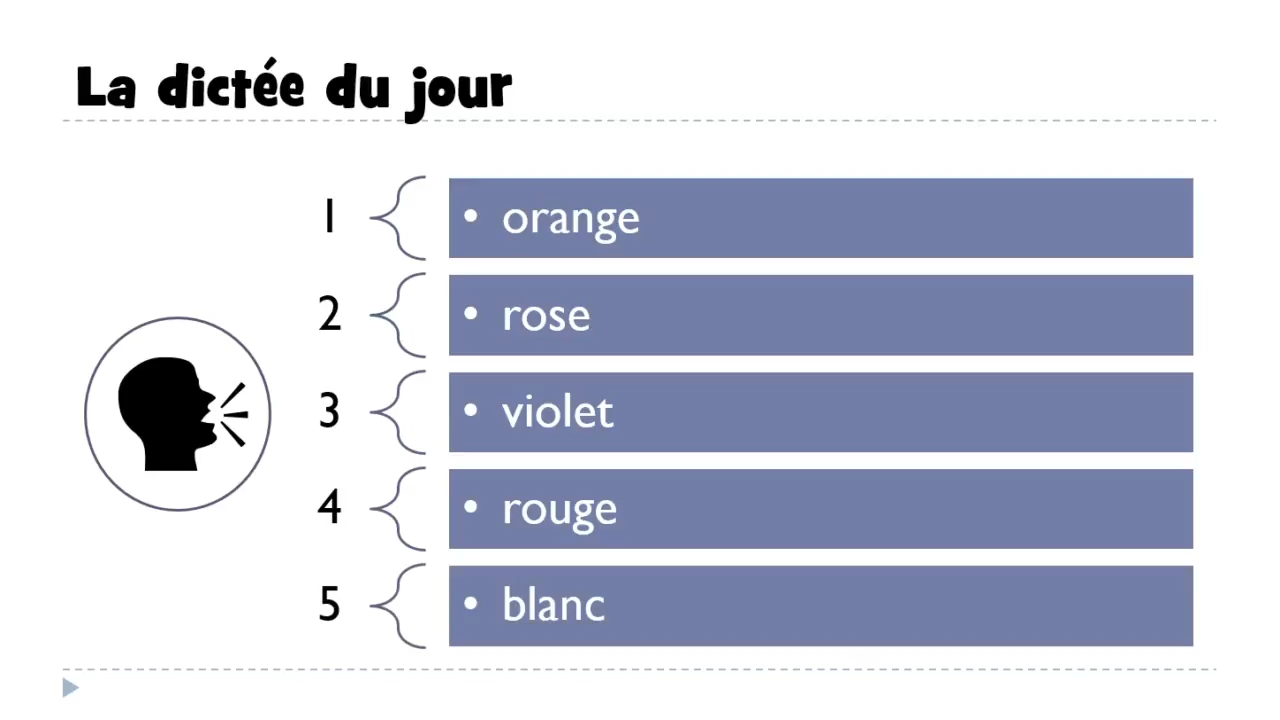 La dictée du jour
1
• orange
2
• rose
3
• violet
4
• rouge
5
• blanc